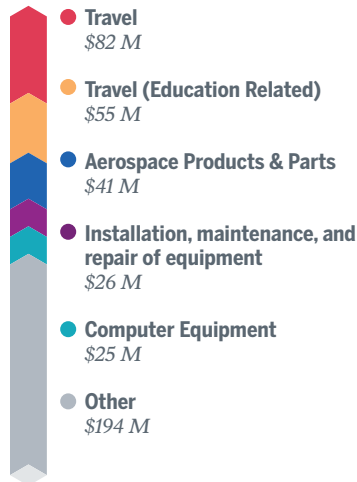 Travel
$82 M
Travel (Education Related)
$55 M
Aerospace Products & Parts
$41 M
Installation, maintenance, and
repair of equipment
$26 M
Computer Equipment
$25 M
Other
$194 M